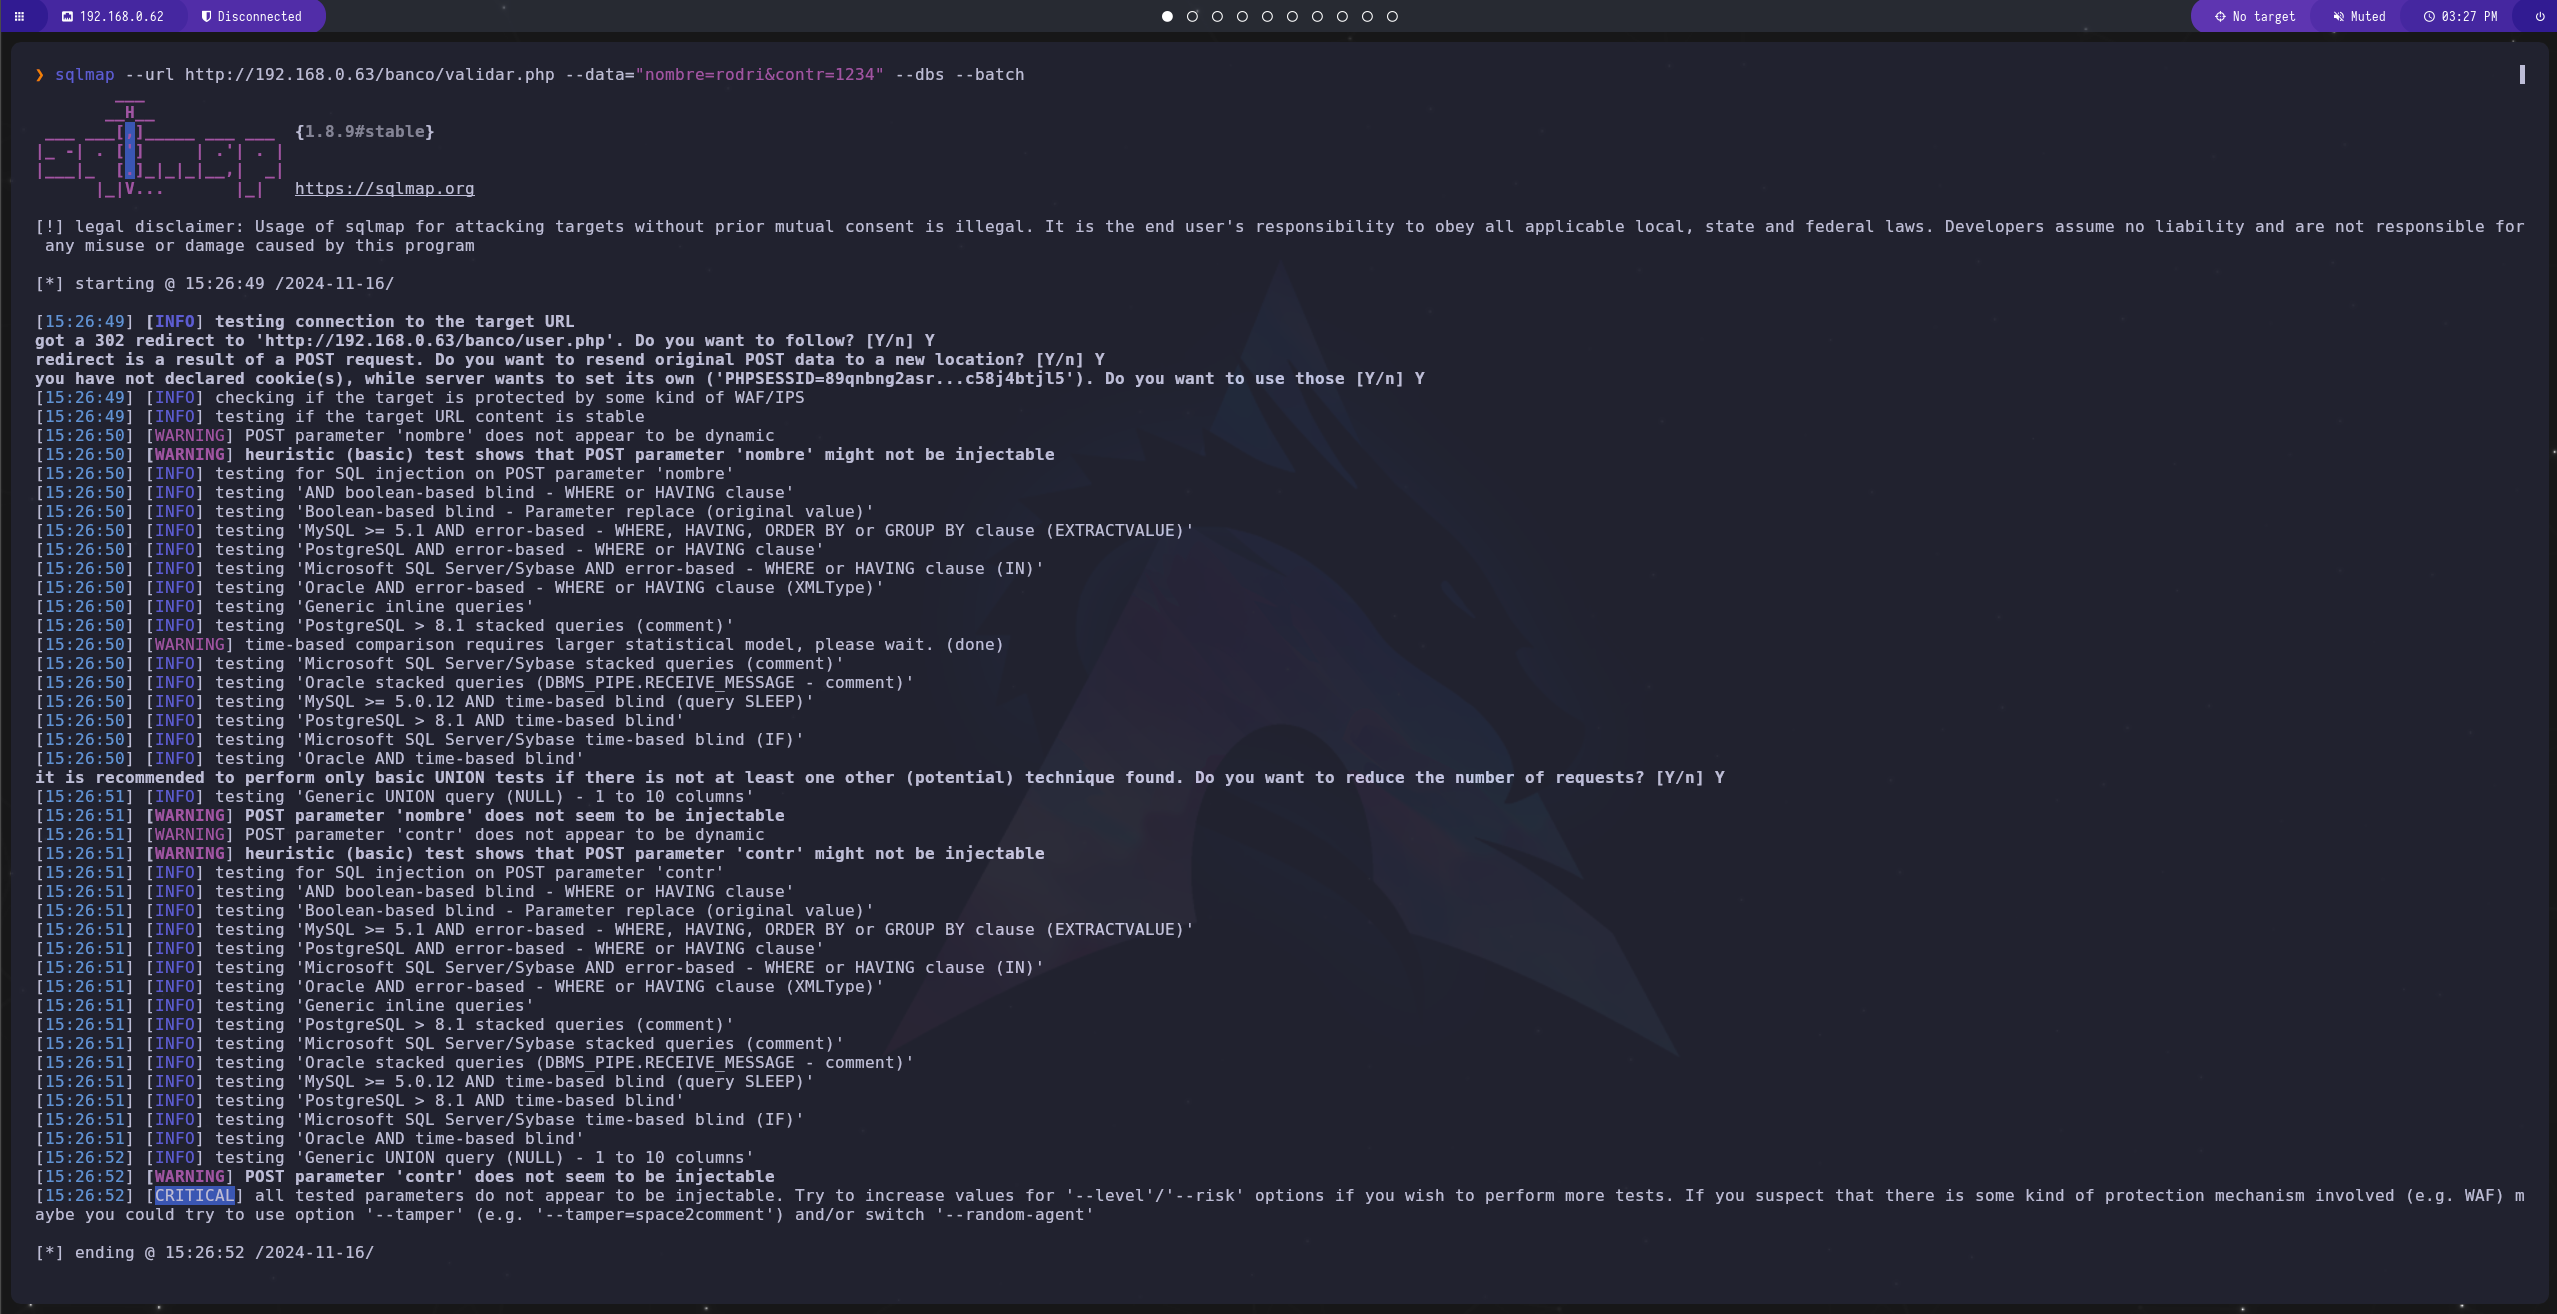 192.168.0.62 Disconnected No target Muted 03:27 PM
❯ sqlmap --url http://192.168.0.63/banco/validar.php --data="nombre=rodri&contr=1234" --dbs --batch
        ___
       __H__
 ___ ___[,]_____ ___ ___  {1.8.9#stable}
|_ -| . [']     | .'| . |
|___|_  [.]_|_|_|__,|  _|
      |_|V...       |_|   https://sqlmap.org
[!] legal disclaimer: Usage of sqlmap for attacking targets without prior mutual consent is illegal. It is the end user's responsibility to obey all applicable local, state and federal laws. Developers assume no liability and are not responsible for
 any misuse or damage caused by this program
[*] starting @ 15:26:49 /2024-11-16/
[15:26:49] [INFO] testing connection to the target URL
got a 302 redirect to 'http://192.168.0.63/banco/user.php'. Do you want to follow? [Y/n] Y
redirect is a result of a POST request. Do you want to resend original POST data to a new location? [Y/n] Y
you have not declared cookie(s), while server wants to set its own ('PHPSESSID=89qnbng2asr...c58j4btjl5'). Do you want to use those [Y/n] Y
[15:26:49] [INFO] checking if the target is protected by some kind of WAF/IPS
[15:26:49] [INFO] testing if the target URL content is stable
[15:26:50] [WARNING] POST parameter 'nombre' does not appear to be dynamic
[15:26:50] [WARNING] heuristic (basic) test shows that POST parameter 'nombre' might not be injectable
[15:26:50] [INFO] testing for SQL injection on POST parameter 'nombre'
[15:26:50] [INFO] testing 'AND boolean-based blind - WHERE or HAVING clause'
[15:26:50] [INFO] testing 'Boolean-based blind - Parameter replace (original value)'
[15:26:50] [INFO] testing 'MySQL >= 5.1 AND error-based - WHERE, HAVING, ORDER BY or GROUP BY clause (EXTRACTVALUE)'
[15:26:50] [INFO] testing 'PostgreSQL AND error-based - WHERE or HAVING clause'
[15:26:50] [INFO] testing 'Microsoft SQL Server/Sybase AND error-based - WHERE or HAVING clause (IN)'
[15:26:50] [INFO] testing 'Oracle AND error-based - WHERE or HAVING clause (XMLType)'
[15:26:50] [INFO] testing 'Generic inline queries'
[15:26:50] [INFO] testing 'PostgreSQL > 8.1 stacked queries (comment)'
[15:26:50] [WARNING] time-based comparison requires larger statistical model, please wait. (done)
[15:26:50] [INFO] testing 'Microsoft SQL Server/Sybase stacked queries (comment)'
[15:26:50] [INFO] testing 'Oracle stacked queries (DBMS_PIPE.RECEIVE_MESSAGE - comment)'
[15:26:50] [INFO] testing 'MySQL >= 5.0.12 AND time-based blind (query SLEEP)'
[15:26:50] [INFO] testing 'PostgreSQL > 8.1 AND time-based blind'
[15:26:50] [INFO] testing 'Microsoft SQL Server/Sybase time-based blind (IF)'
[15:26:50] [INFO] testing 'Oracle AND time-based blind'
it is recommended to perform only basic UNION tests if there is not at least one other (potential) technique found. Do you want to reduce the number of requests? [Y/n] Y
[15:26:51] [INFO] testing 'Generic UNION query (NULL) - 1 to 10 columns'
[15:26:51] [WARNING] POST parameter 'nombre' does not seem to be injectable
[15:26:51] [WARNING] POST parameter 'contr' does not appear to be dynamic
[15:26:51] [WARNING] heuristic (basic) test shows that POST parameter 'contr' might not be injectable
[15:26:51] [INFO] testing for SQL injection on POST parameter 'contr'
[15:26:51] [INFO] testing 'AND boolean-based blind - WHERE or HAVING clause'
[15:26:51] [INFO] testing 'Boolean-based blind - Parameter replace (original value)'
[15:26:51] [INFO] testing 'MySQL >= 5.1 AND error-based - WHERE, HAVING, ORDER BY or GROUP BY clause (EXTRACTVALUE)'
[15:26:51] [INFO] testing 'PostgreSQL AND error-based - WHERE or HAVING clause'
[15:26:51] [INFO] testing 'Microsoft SQL Server/Sybase AND error-based - WHERE or HAVING clause (IN)'
[15:26:51] [INFO] testing 'Oracle AND error-based - WHERE or HAVING clause (XMLType)'
[15:26:51] [INFO] testing 'Generic inline queries'
[15:26:51] [INFO] testing 'PostgreSQL > 8.1 stacked queries (comment)'
[15:26:51] [INFO] testing 'Microsoft SQL Server/Sybase stacked queries (comment)'
[15:26:51] [INFO] testing 'Oracle stacked queries (DBMS_PIPE.RECEIVE_MESSAGE - comment)'
[15:26:51] [INFO] testing 'MySQL >= 5.0.12 AND time-based blind (query SLEEP)'
[15:26:51] [INFO] testing 'PostgreSQL > 8.1 AND time-based blind'
[15:26:51] [INFO] testing 'Microsoft SQL Server/Sybase time-based blind (IF)'
[15:26:51] [INFO] testing 'Oracle AND time-based blind'
[15:26:52] [INFO] testing 'Generic UNION query (NULL) - 1 to 10 columns'
[15:26:52] [WARNING] POST parameter 'contr' does not seem to be injectable
[15:26:52] [CRITICAL] all tested parameters do not appear to be injectable. Try to increase values for '--level'/'--risk' options if you wish to perform more tests. If you suspect that there is some kind of protection mechanism involved (e.g. WAF) m
aybe you could try to use option '--tamper' (e.g. '--tamper=space2comment') and/or switch '--random-agent'
[*] ending @ 15:26:52 /2024-11-16/